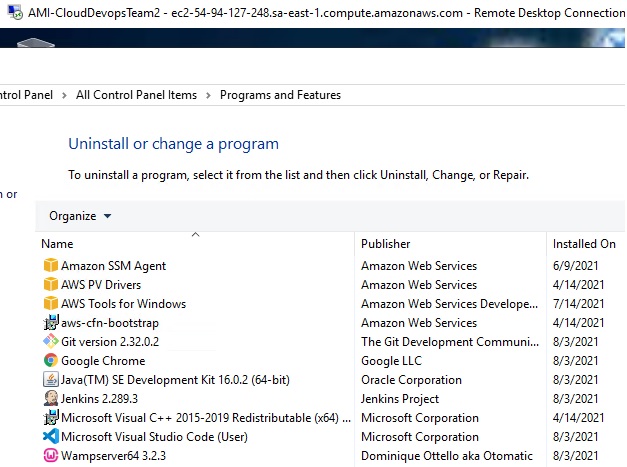 AMI-CloudDevopsTeam2 - ec2-54-94-127-248.sa-east-1.compute.amazonaws.com - Remote Desktop Connection
ntrol Panel > All Control Panel Items > Programs and Features
Uninstall or change a program
To uninstall a program, select it from the list and then click Uninstall, Change, or Repair.
n or
Organize
Name Publisher Installed On
Amazon SSM Agent Amazon Web Services 6/9/2021
AWS PV Drivers Amazon Web Services 4/14/2021
AWS Tools for Windows Amazon Web Services Develope... 7/14/2021
aws-cfn-bootstrap Amazon Web Services 4/14/2021
Git version 2.32.0.2 The Git Development Communi... 8/3/2021
Google Chrome Google LLC 8/3/2021
Java(TM) SE Development Kit 16.0.2 (64-bit) Oracle Corporation 8/3/2021
Jenkins 2.289.3 Jenkins Project 8/3/2021
Microsoft Visual C++ 2015-2019 Redistributable (x64) ... Microsoft Corporation 4/14/2021
Microsoft Visual Studio Code (User) Microsoft Corporation 8/3/2021
Wampserver64 3.2.3 Dominique Ottello aka Otomatic 8/3/2021